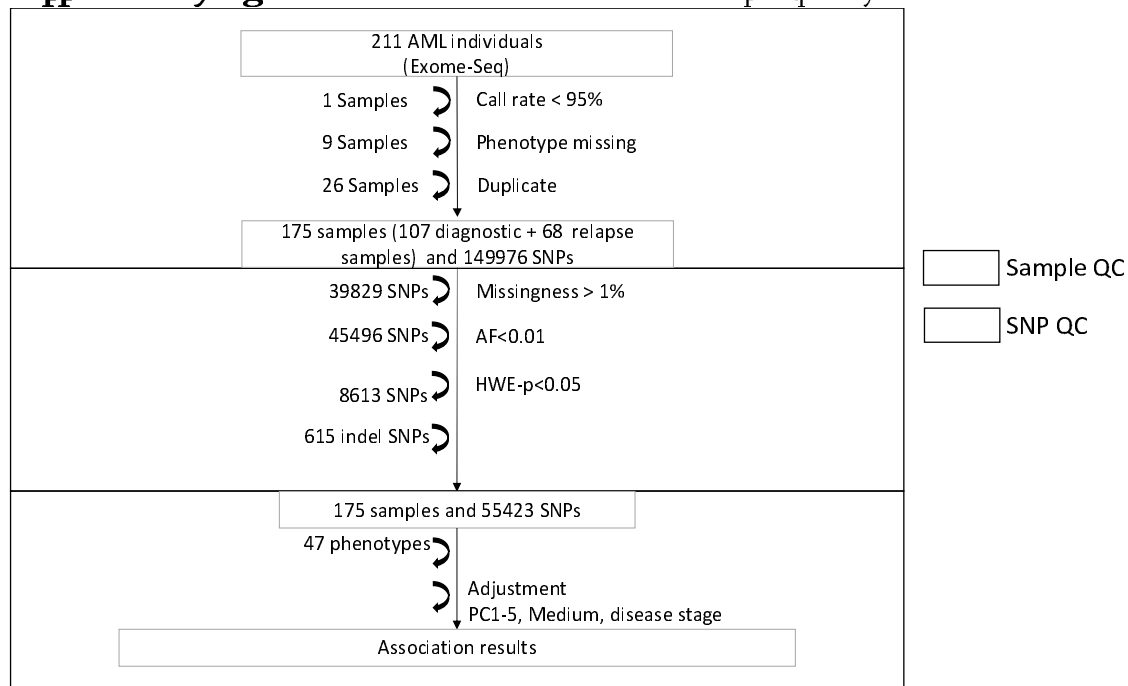 211 AML individuals
(Exome-Seq)
1 Samples Call rate < 95%
9 Samples Phenotype missing
26 Samples Duplicate
175 samples (107 diagnostic + 68 relapse
samples) and 149976 SNPs
39829 SNPs Missingness > 1%
45496 SNPs AF<0.01
8613 SNPs HWE-p<0.05
615 indel SNPs
175 samples and 55423 SNPs
47 phenotypes
Adjustment
PC1-5, Medium, disease stage
Association results
Sample QC
SNP QC